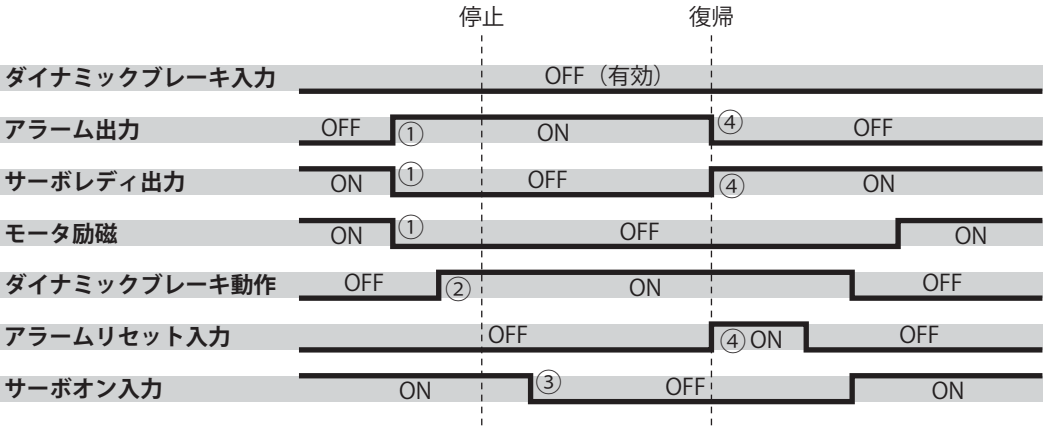 停止 復帰
ダイナミックブレーキ入力 OFF（有効）
アラーム出力 OFF ① ON ④ OFF
サーボレディ出力 ON ① OFF ④ ON
モータ励磁 ON ① OFF ON
ダイナミックブレーキ動作 OFF ② ON OFF
アラームリセット入力 OFF ④ ON OFF
サーボオン入力 ON ③ OFF ON